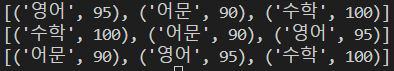 [('영어', 95), ('어문', 90), ('수학', 100)]
[('수학', 100), ('어문', 90), ('영어', 95)]
[('어문', 90), ('영어', 95), ('수학', 100)]